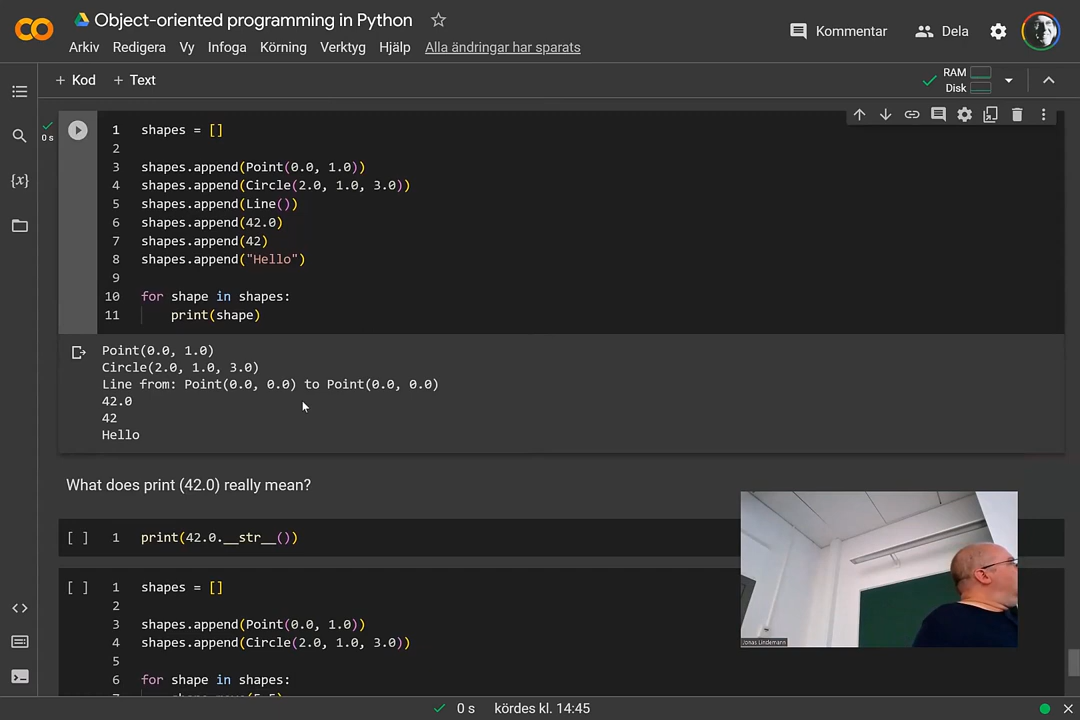 Object-oriented programming in Python
Kommentar
Dela
Arkiv Redigera Vy Infoga Körning Verktyg Hjälp Alla ändringar har sparats
+ Kod + Text
RAM
Disk
0 s
1 shapes = []
2
3 shapes.append(Point(0.0, 1.0))
4 shapes.append(Circle(2.0, 1.0, 3.0))
5 shapes.append(Line())
6 shapes.append(42.0)
7 shapes.append(42)
8 shapes.append("Hello")
9
10 for shape in shapes:
11 print(shape)
Point(0.0, 1.0)
Circle(2.0, 1.0, 3.0)
Line from: Point(0.0, 0.0) to Point(0.0, 0.0)
42.0
42
Hello
What does print (42.0) really mean?
[ ] 1 print(42.0.__str__())
[ ] 1 shapes = []
2
3 shapes.append(Point(0.0, 1.0))
4 shapes.append(Circle(2.0, 1.0, 3.0))
5
6 for shape in shapes:
Jonas Lindemann
0 s kördes kl. 14:45